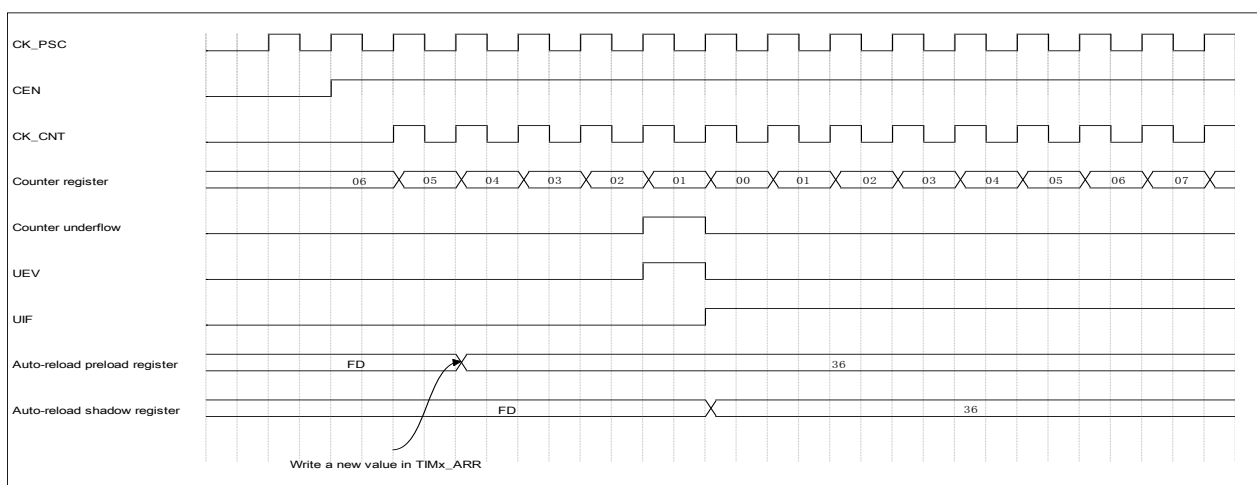 CK_PSC
CEN
CK_CNT
Counter register 06 05 04 03 02 01 00 01 02 03 04 05 06 07
Counter underflow
UEV
UIF
Auto-reload preload register FD 36
Auto-reload shadow register FD 36
Write a new value in TIMx_ARR